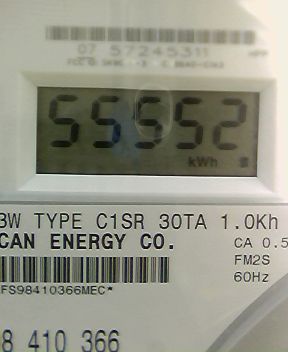 07 57245311
55552
kWh
3W TYPE C1SR 30TA 1.0Kh
CAN ENERGY CO.
CA 0.5
FM2S
60Hz
FS98410366MEC*
8 410 366